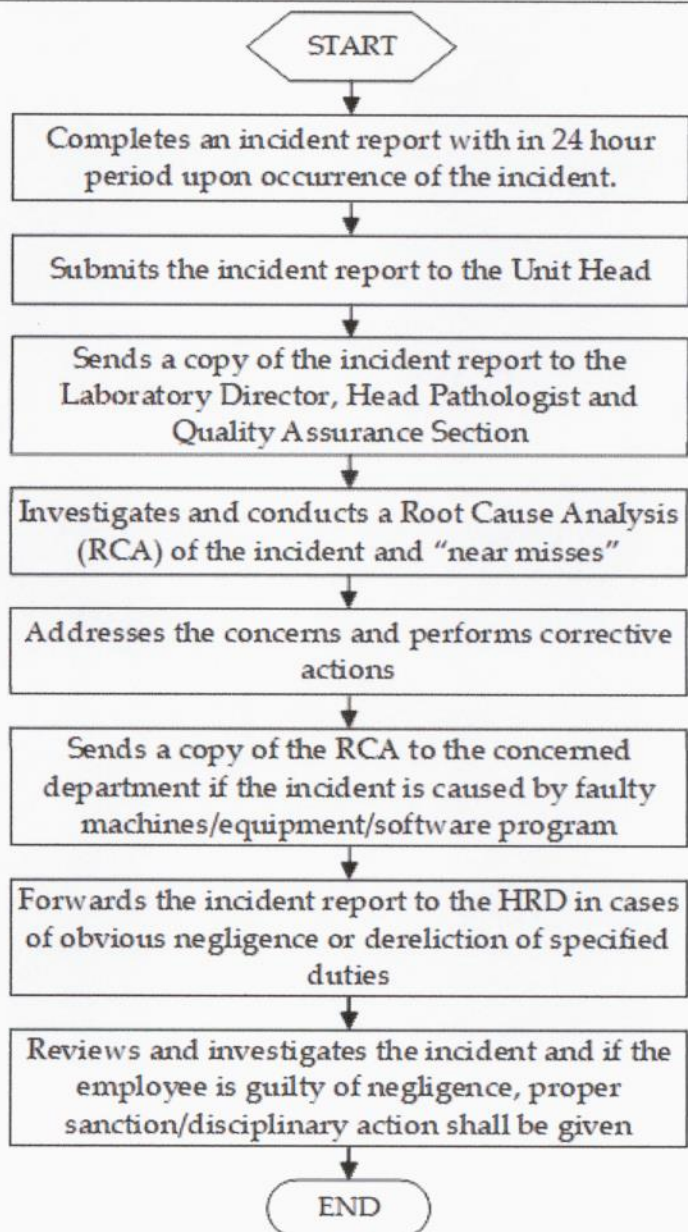 START
Completes an incident report with in 24 hour
period upon occurrence of the incident.
Submits the incident report to the Unit Head
Sends a copy of the incident report to the
Laboratory Director, Head Pathologist and
Quality Assurance Section
Investigates and conducts a Root Cause Analysis
(RCA) of the incident and “near misses”
Addresses the concerns and performs corrective
actions
Sends a copy of the RCA to the concerned
department if the incident is caused by faulty
machines/equipment/software program
Forwards the incident report to the HRD in cases
of obvious negligence or dereliction of specified
duties
Reviews and investigates the incident and if the
employee is guilty of negligence, proper
sanction/disciplinary action shall be given
END